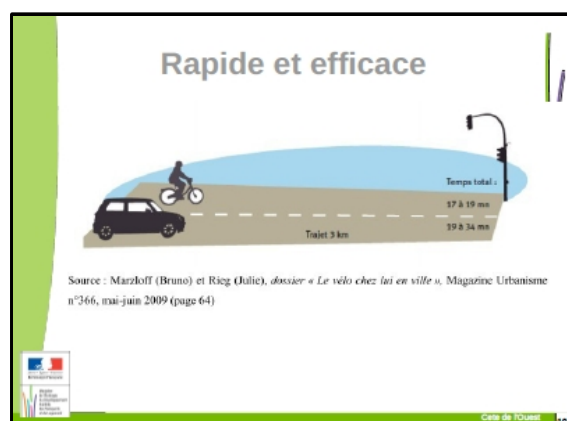 Rapide et efficace
Temps total :
17 à 19 mn
19 à 34 mn
Trajet 3 km
Source : Marzloff (Bruno) et Rieg (Julie), dossier « Le vélo chez lui en ville », Magazine Urbanisme
n°366, mai-juin 2009 (page 64)
Cete de l'Ouest